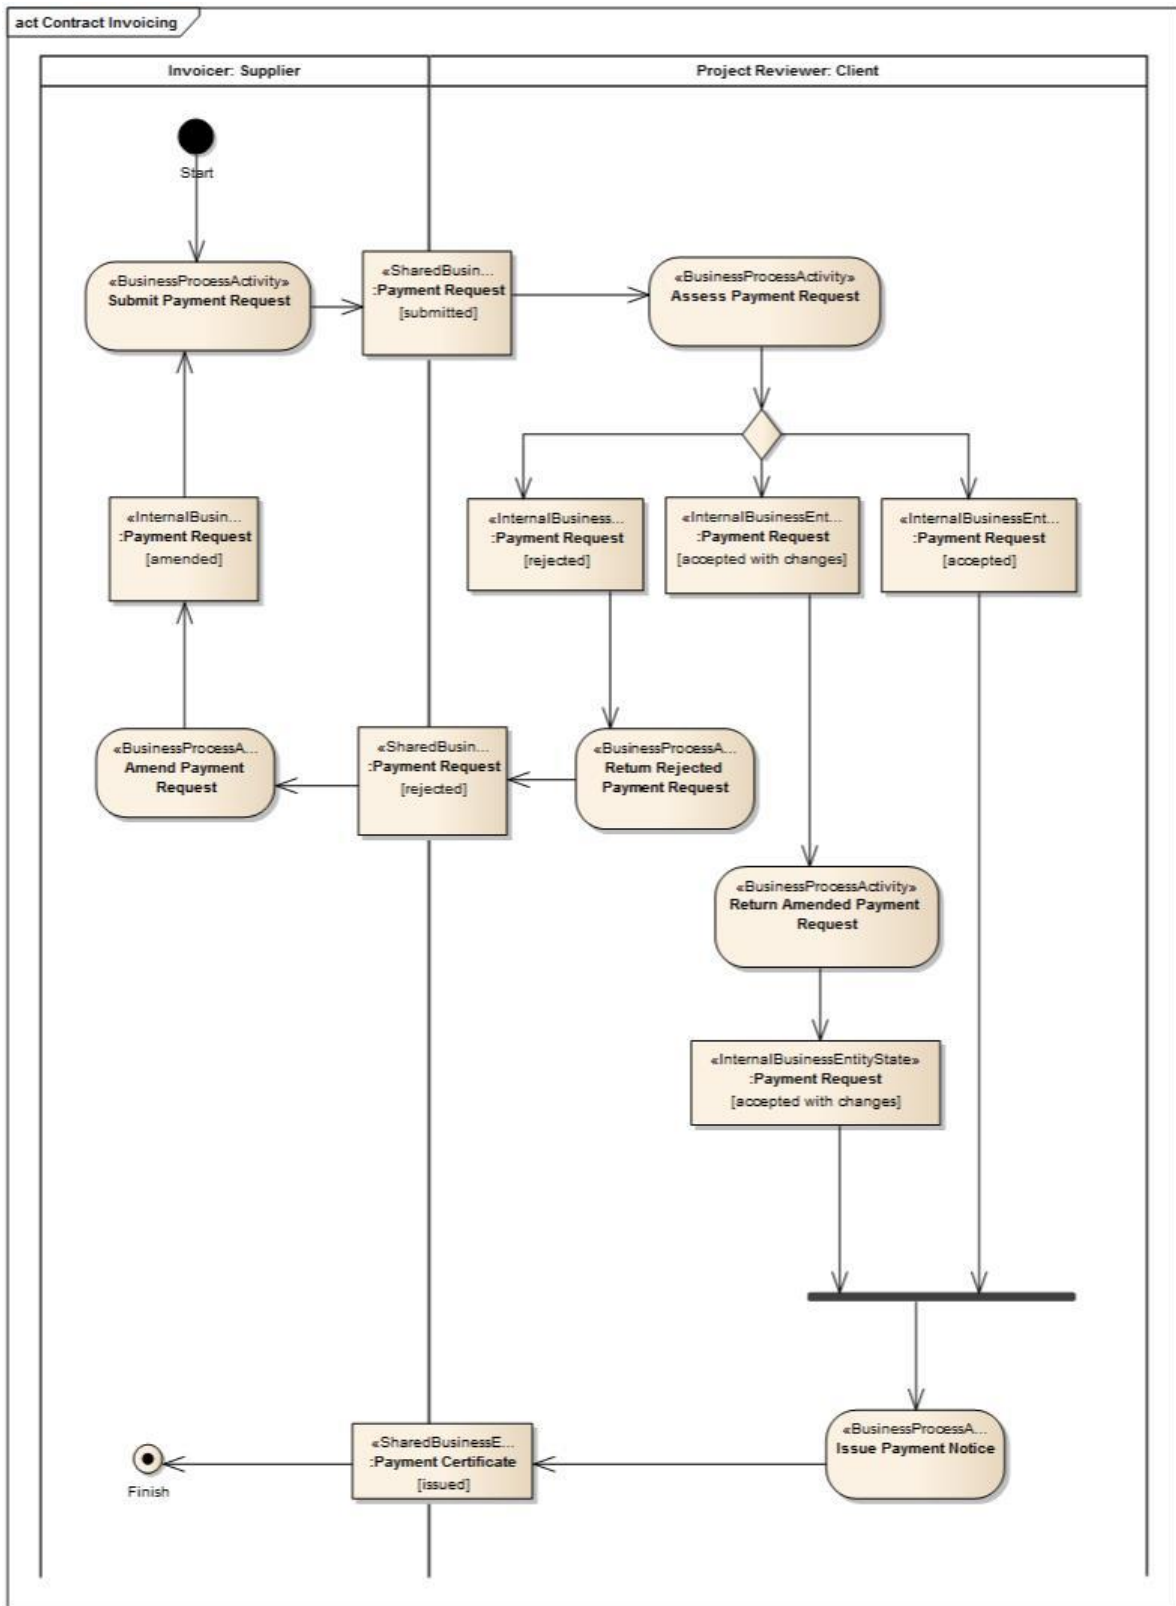 act Contract Invoicing
Invoicer: Supplier
Project Reviewer: Client
Start
«BusinessProcessActivity»
Submit Payment Request
«SharedBusin...
:Payment Request
[submitted]
«BusinessProcessActivity»
Assess Payment Request
«InternalBusin...
:Payment Request
[amended]
«InternalBusiness...
:Payment Request
[rejected]
«InternalBusinessEnt...
:Payment Request
[accepted with changes]
«InternalBusinessEnt...
:Payment Request
[accepted]
«BusinessProcessA...
Amend Payment
Request
«SharedBusin...
:Payment Request
[rejected]
«BusinessProcessA...
Return Rejected
Payment Request
«BusinessProcessActivity»
Return Amended Payment
Request
«InternalBusinessEntityState»
:Payment Request
[accepted with changes]
«BusinessProcessA...
Issue Payment Notice
«SharedBusinessE...
:Payment Certificate
[issued]
Finish